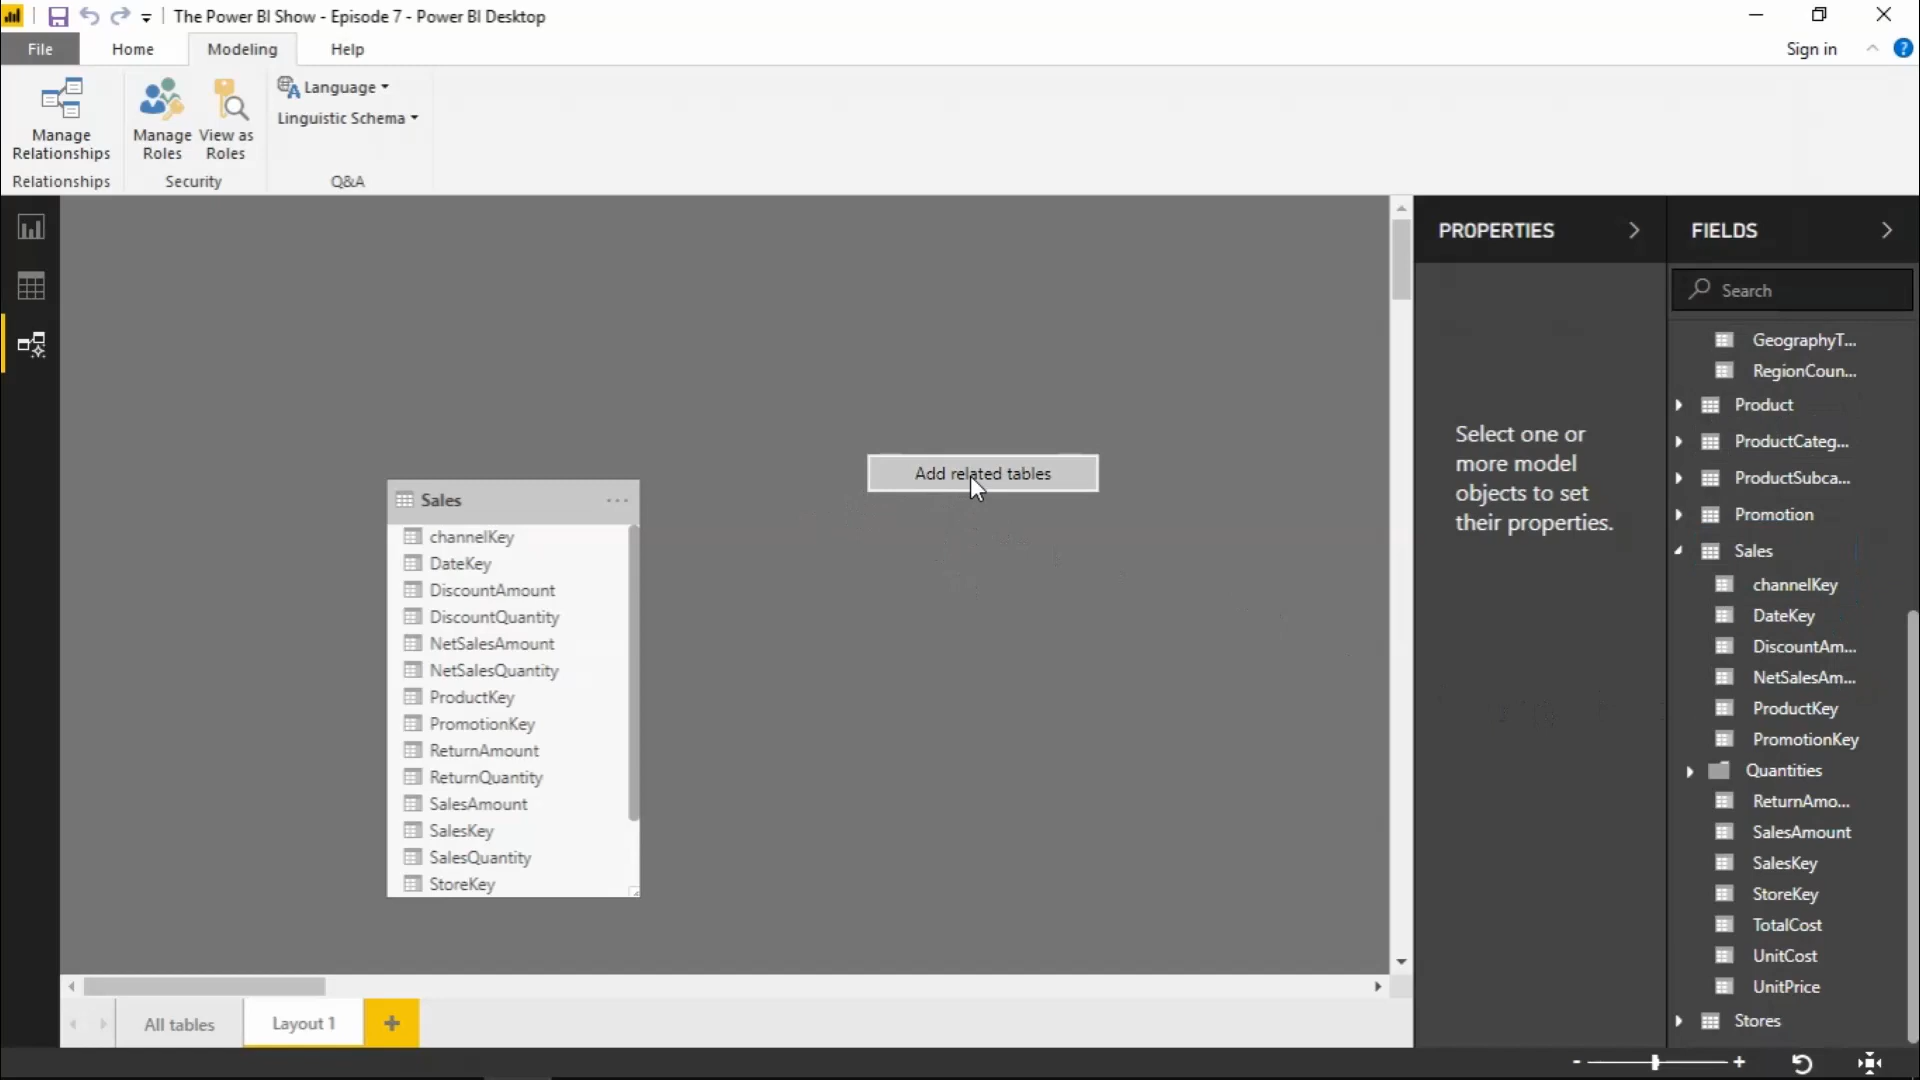 The Power BI Show - Episode 7 - Power BI Desktop
File
Home
Modeling
Help
Sign in
?
Manage
Relationships
Manage
Roles
View as
Roles
Language
Linguistic Schema
Relationships
Security
Q&A
PROPERTIES
Select one or
more model
objects to set
their properties.
FIELDS
Search
GeographyT...
RegionCoun...
Product
ProductCateg...
ProductSubca...
Promotion
Sales
channelKey
DateKey
DiscountAm...
NetSalesAm...
ProductKey
PromotionKey
Quantities
ReturnAmo...
SalesAmount
SalesKey
StoreKey
TotalCost
UnitCost
UnitPrice
Stores
Add related tables
Sales
channelKey
DateKey
DiscountAmount
DiscountQuantity
NetSalesAmount
NetSalesQuantity
ProductKey
PromotionKey
ReturnAmount
ReturnQuantity
SalesAmount
SalesKey
SalesQuantity
StoreKey
All tables
Layout 1
+
- +